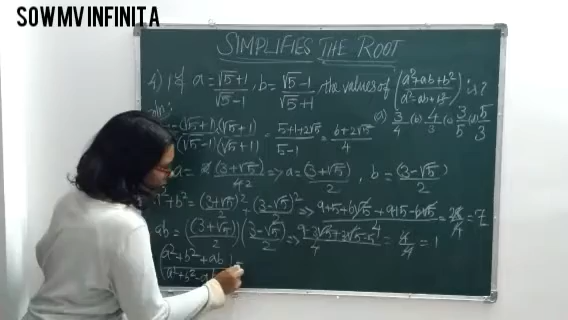 SOWMV INFINITA
SIMPLIFIES THE ROOT
4) If a = √5+1/√5-1, b = √5-1/√5+1 the values of (a²+ab+b²/a²-ab+b²) is?
(a) 3/4 (b) 4/3 (c) 3/5 (d) 5/3
(√5+1)(√5+1)/(√5-1)(√5+1) = 5+1+2√5/5-1 = 6+2√5/4
a = 2(3+√5)/4 2 => a = (3+√5)/2, b = (3-√5)/2
+b² = (3+√5)²/2 + (3-√5)²/2 => 9+5+6√5 + 9+5-6√5/4 = 28/4 = 7
ab = ((3+√5)/2)(3-√5)/2 => 9-3√5+3√5-5/4 = 4/4 = 1
(a²+b²+ab
(a²+b²-ab